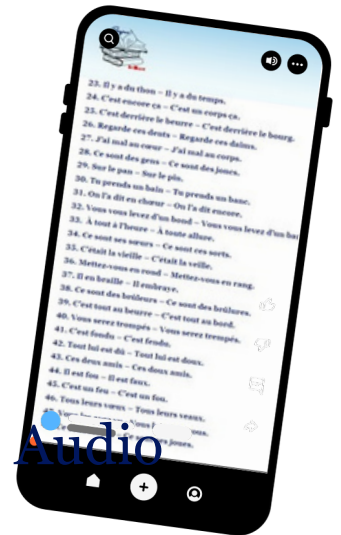 23. Il y a du thon – Il y a du temps.
24. C'est encore ça – C'est un corps ça.
25. C'est derrière le beurre – C'est derrière le bourg.
26. Regarde ces dents – Regarde ces daims.
27. J'ai mal au cœur – J'ai mal au corps.
28. Ce sont des gens – Ce sont des joncs.
29. Sur le pan – Sur le pin.
30. Tu prends un bain – Tu prends un banc.
31. On l'a dit en chœur – On l'a dit encore.
32. Vous vous levez d'un bond – Vous vous levez d'un ba
33. À tout à l'heure – À toute allure.
34. Ce sont ses sœurs – Ce sont ces sorts.
35. C'était la vieille – C'était la veille.
36. Mettez-vous en rond – Mettez-vous en rang.
37. Il en braille – Il embraye.
38. Ce sont des brûleurs – Ce sont des brûlures.
39. C'est tout au beurre – C'est tout au bord.
40. Vous serez trompés – Vous serez trempés.
41. C'est fondu – C'est fendu.
42. Tout lui est dû – Tout lui est doux.
43. Ces deux amis – Ces doux amis.
44. Il est fou – Il est faux.
45. C'est un feu – C'est un fou.
46. Tous leurs vœux – Tous leurs veaux.
Audio